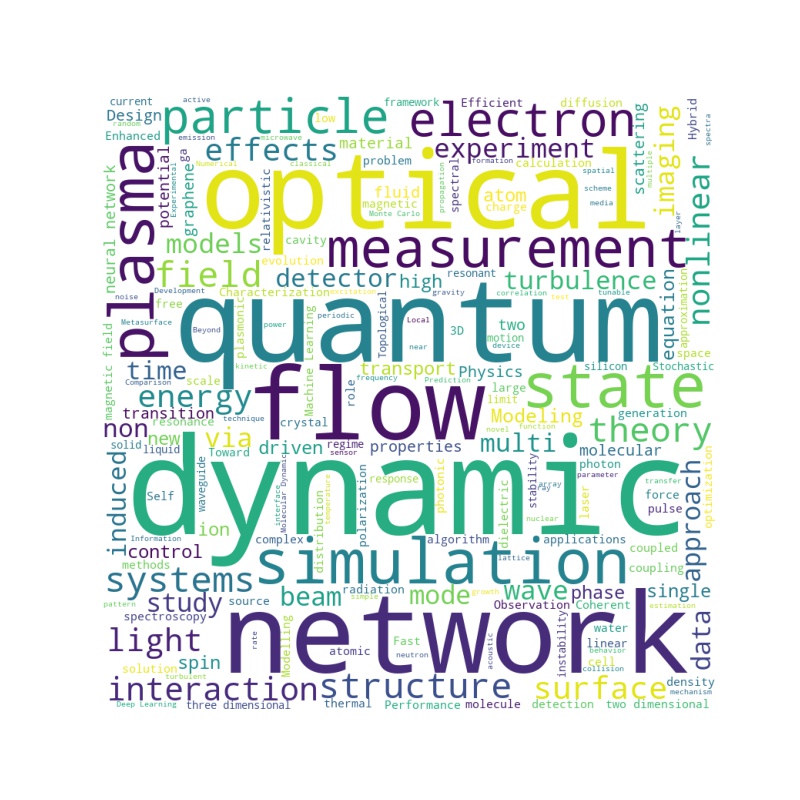 current active framework Efficient diffusion Hybrid
Design random particle low electron spectra
Enhanced emission microwave material experiment scattering imaging
effects problem formation calculation
plasma potential graphene ga Numerical classical optical spectral spatial multiple
Experimental relativistic fluid atom scheme
neural network magnetic charge propagation media nonlinear
Monte Carlo layer
models cavity measurement
field evolution detector high resonant turbulence equation approximation
noise Development Characterization excitation gravity correlation test tunable
free quantum space
Metasurface Beyond plasmonic power periodic Topological Local 3D two motion
near device
magnetic field Comparison kinetic Machine Learning frequency Prediction silicon Stochastic
time scale role transport Physics large state
energy flow limit
transition technique crystal Modeling generation
non resonance novel function theory
new via Toward driven regime properties multi molecular
solid liquid sensor photon
induced waveguide dynamic response photonic stability parameter transfer approach optimization
Self interface Molecular Dynamic polarization array ray laser force
Information ion distribution temperature dielectric nuclear pulse
control complex algorithm applications coupled
methods simulation lattice coupling
systems radiation wave phase single
pattern study source beam simple mode growth Observation Coherent estimation
spectroscopy network water data
light rate Modelling atomic Fast acoustic instability linear behavior
solution spin neutron cell collision
turbulent density
interaction structure surface mechanism
Deep Learning three dimensional thermal Performance molecule detection two dimensional